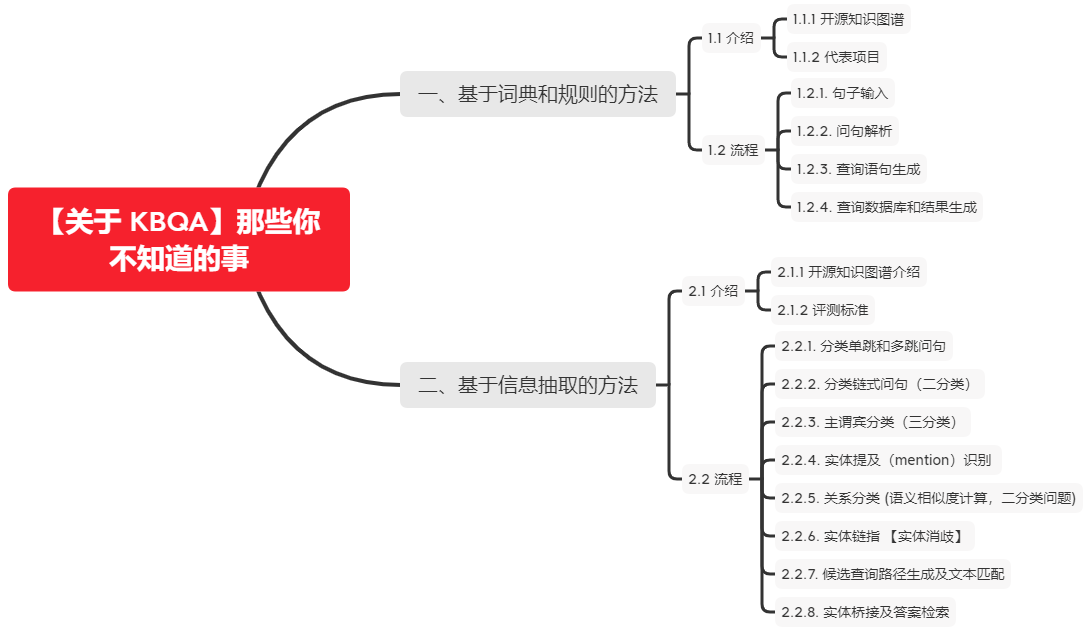 【关于 KBQA】那些你
不知道的事
一、基于词典和规则的方法
1.1 介绍
1.1.1 开源知识图谱
1.1.2 代表项目
1.2 流程
1.2.1. 句子输入
1.2.2. 问句解析
1.2.3. 查询语句生成
1.2.4. 查询数据库和结果生成
二、基于信息抽取的方法
2.1 介绍
2.1.1 开源知识图谱介绍
2.1.2 评测标准
2.2 流程
2.2.1. 分类单跳和多跳问句
2.2.2. 分类链式问句（二分类）
2.2.3. 主谓宾分类（三分类）
2.2.4. 实体提及（mention）识别
2.2.5. 关系分类 (语义相似度计算，二分类问题)
2.2.6. 实体链指 【实体消歧】
2.2.7. 候选查询路径生成及文本匹配
2.2.8. 实体桥接及答案检索